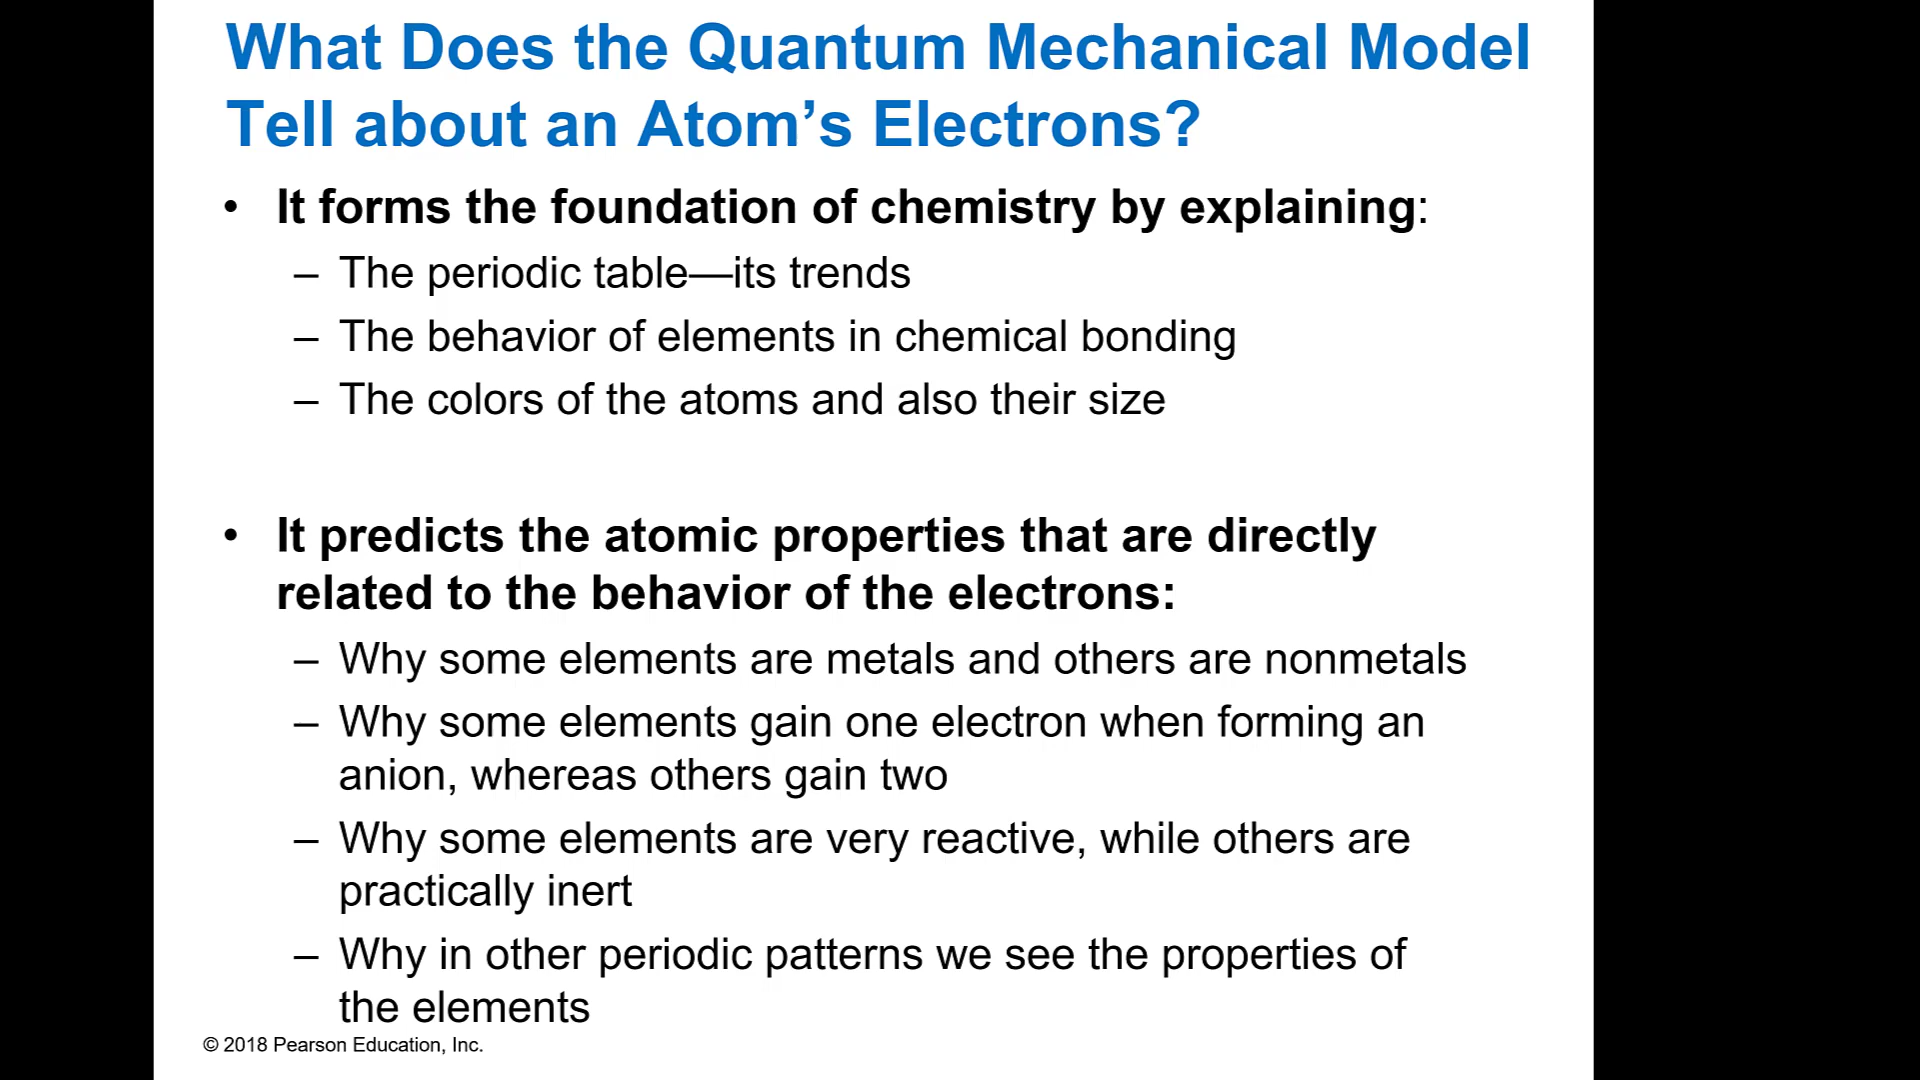 What Does the Quantum Mechanical Model
Tell about an Atom’s Electrons?
• It forms the foundation of chemistry by explaining:
– The periodic table—its trends
– The behavior of elements in chemical bonding
– The colors of the atoms and also their size
• It predicts the atomic properties that are directly
related to the behavior of the electrons:
– Why some elements are metals and others are nonmetals
– Why some elements gain one electron when forming an
anion, whereas others gain two
– Why some elements are very reactive, while others are
practically inert
– Why in other periodic patterns we see the properties of
the elements
© 2018 Pearson Education, Inc.